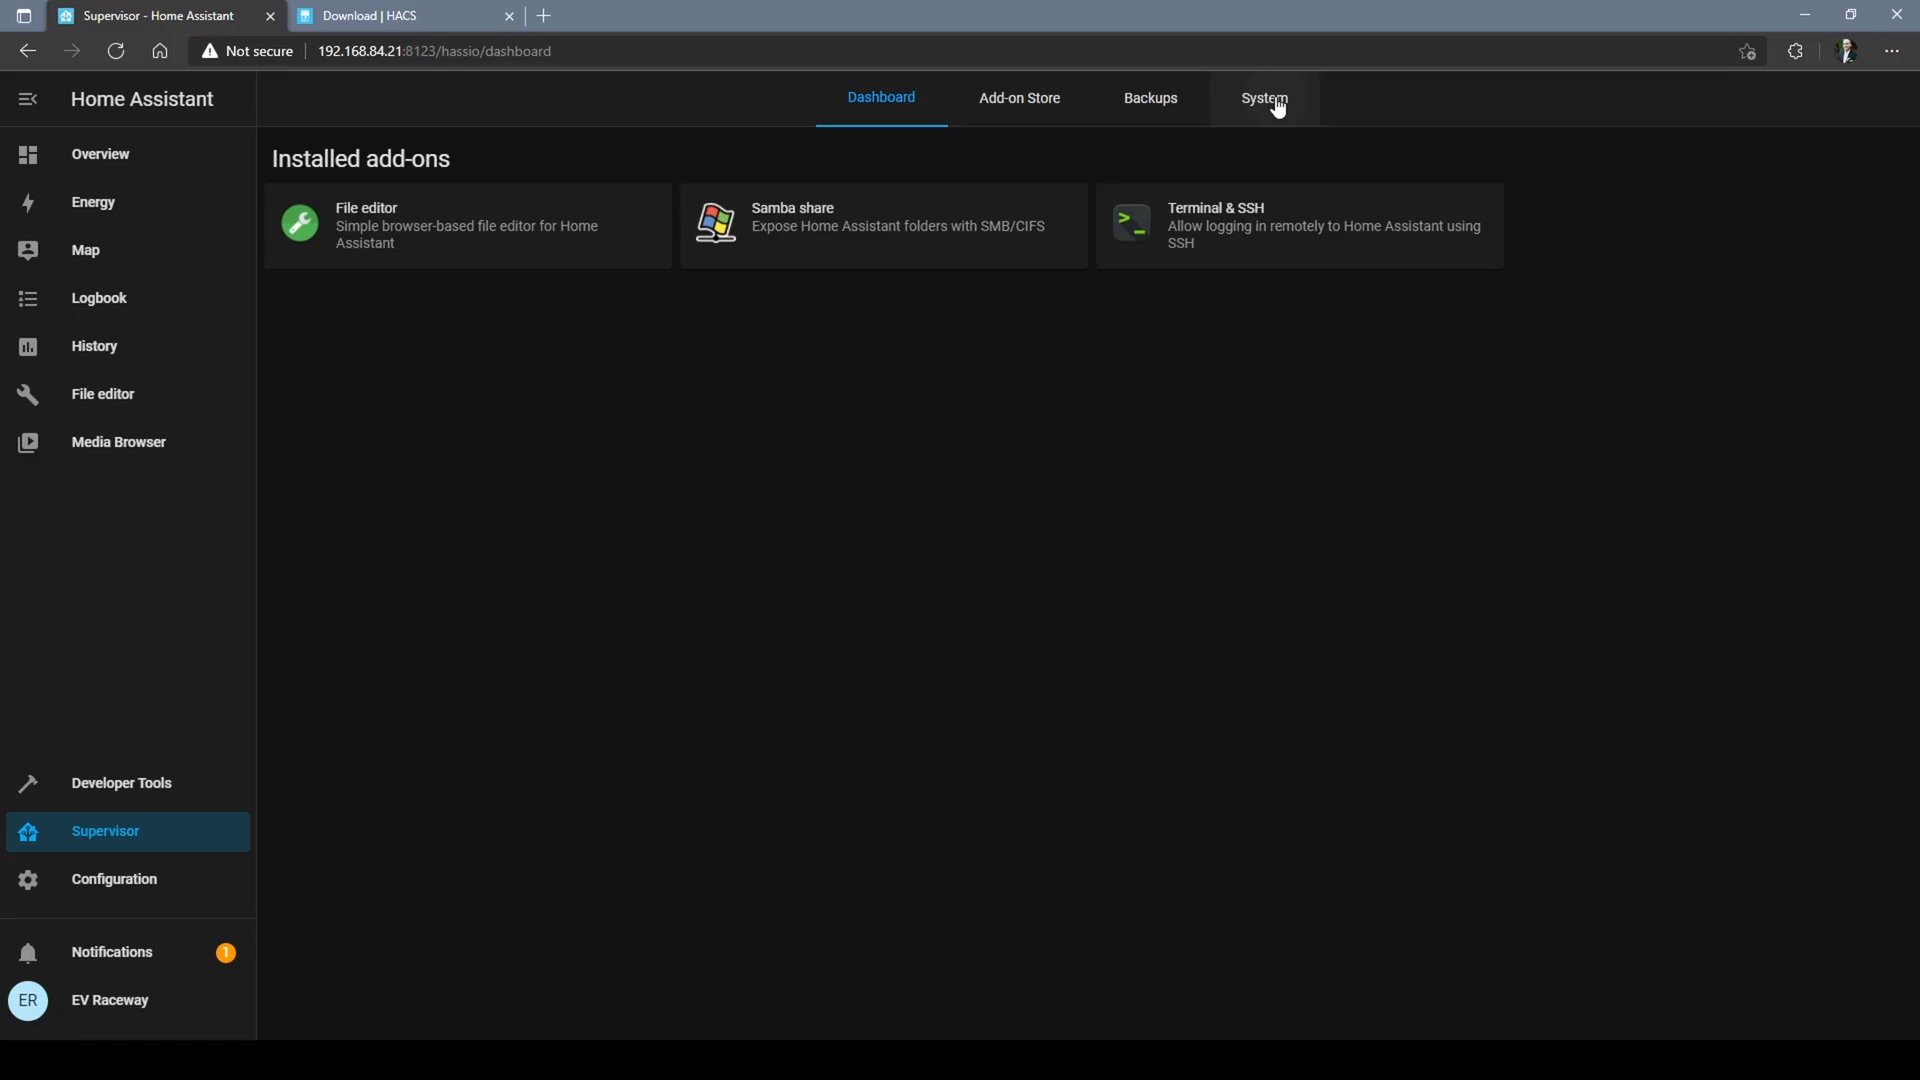 Supervisor - Home Assistant
Download | HACS
Not secure
192.168.84.21:8123/hassio/dashboard
Home Assistant
Dashboard
Add-on Store
Backups
System
Overview
Energy
Map
Logbook
History
File editor
Media Browser
Installed add-ons
File editor
Simple browser-based file editor for Home
Assistant
Samba share
Expose Home Assistant folders with SMB/CIFS
Terminal & SSH
Allow logging in remotely to Home Assistant using
SSH
Developer Tools
Supervisor
Configuration
Notifications
1
ER
EV Raceway